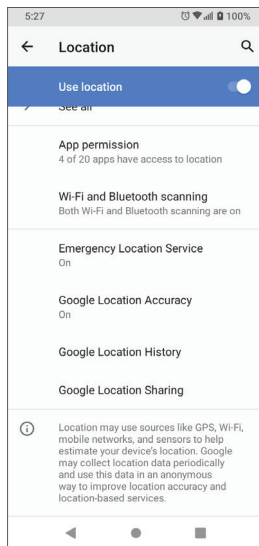 5:27
100%
Location
Use location
See all
App permission
4 of 20 apps have access to location
Wi-Fi and Bluetooth scanning
Both Wi-Fi and Bluetooth scanning are on
Emergency Location Service
On
Google Location Accuracy
On
Google Location History
Google Location Sharing
Location may use sources like GPS, Wi-Fi,
mobile networks, and sensors to help
estimate your device's location. Google
may collect location data periodically
and use this data in an anonymous
way to improve location accuracy and
location-based services.